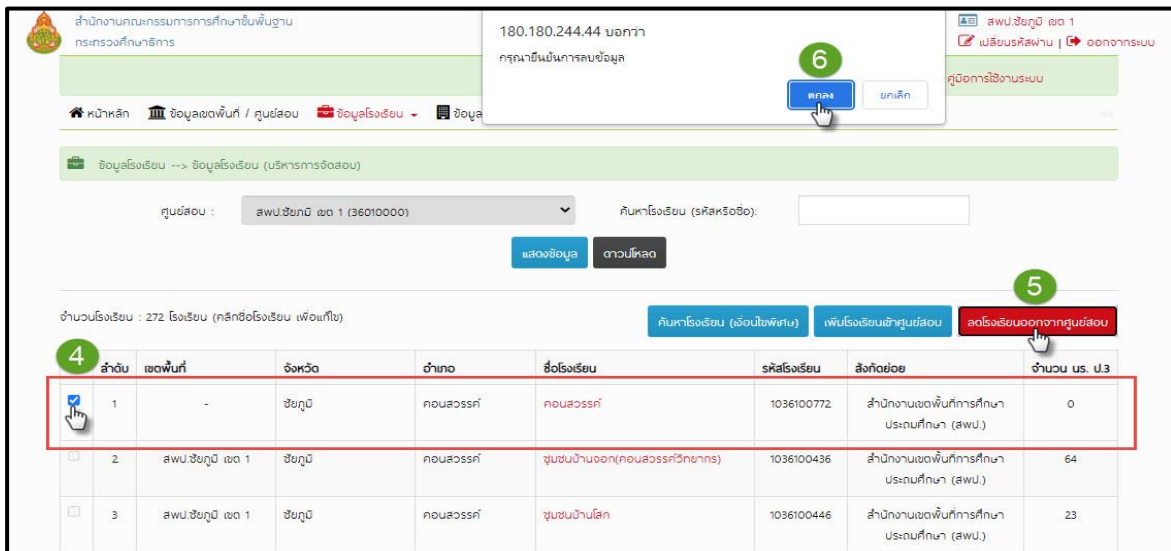 สำนักงานคณะกรรมการการศึกษาขั้นพื้นฐาน
กระทรวงศึกษาธิการ
180.180.244.44 บอกว่า
กรุณายืนยันการลบข้อมูล
6
ตกลง ยกเลิก
สพป.ชัยภูมิ เขต 1
เปลี่ยนรหัสผ่าน | ออกจากระบบ
คู่มือการใช้งานระบบ
หน้าหลัก ข้อมูลเขตพื้นที่ / ศูนย์สอบ ข้อมูลโรงเรียน ข้อมูล
ข้อมูลโรงเรียน --> ข้อมูลโรงเรียน (บริหารการจัดสอบ)
ศูนย์สอบ : สพป.ชัยภูมิ เขต 1 (36010000) ค้นหาโรงเรียน (รหัสหรือชื่อ):
แสดงข้อมูล ดาวน์โหลด
5
จำนวนโรงเรียน : 272 โรงเรียน (คลิกชื่อโรงเรียน เพื่อแก้ไข) ค้นหาโรงเรียน (เงื่อนไขพิเศษ) เพิ่มโรงเรียนเข้าศูนย์สอบ ลดโรงเรียนออกจากศูนย์สอบ
4
ลำดับ เขตพื้นที่ จังหวัด อำเภอ ชื่อโรงเรียน รหัสโรงเรียน สังกัดย่อย จำนวน นร. ป.3
1 - ชัยภูมิ คอนสวรรค์ คอนสวรรค์ 1036100772 สำนักงานเขตพื้นที่การศึกษา 0
ประถมศึกษา (สพป.)
2 สพป.ชัยภูมิ เขต 1 ชัยภูมิ คอนสวรรค์ ชุมชนบ้านจอก(คอนสวรรค์วิทยากร) 1036100436 สำนักงานเขตพื้นที่การศึกษา 64
ประถมศึกษา (สพป.)
3 สพป.ชัยภูมิ เขต 1 ชัยภูมิ คอนสวรรค์ ชุมชนบ้านโสก 1036100446 สำนักงานเขตพื้นที่การศึกษา 23
ประถมศึกษา (สพป.)